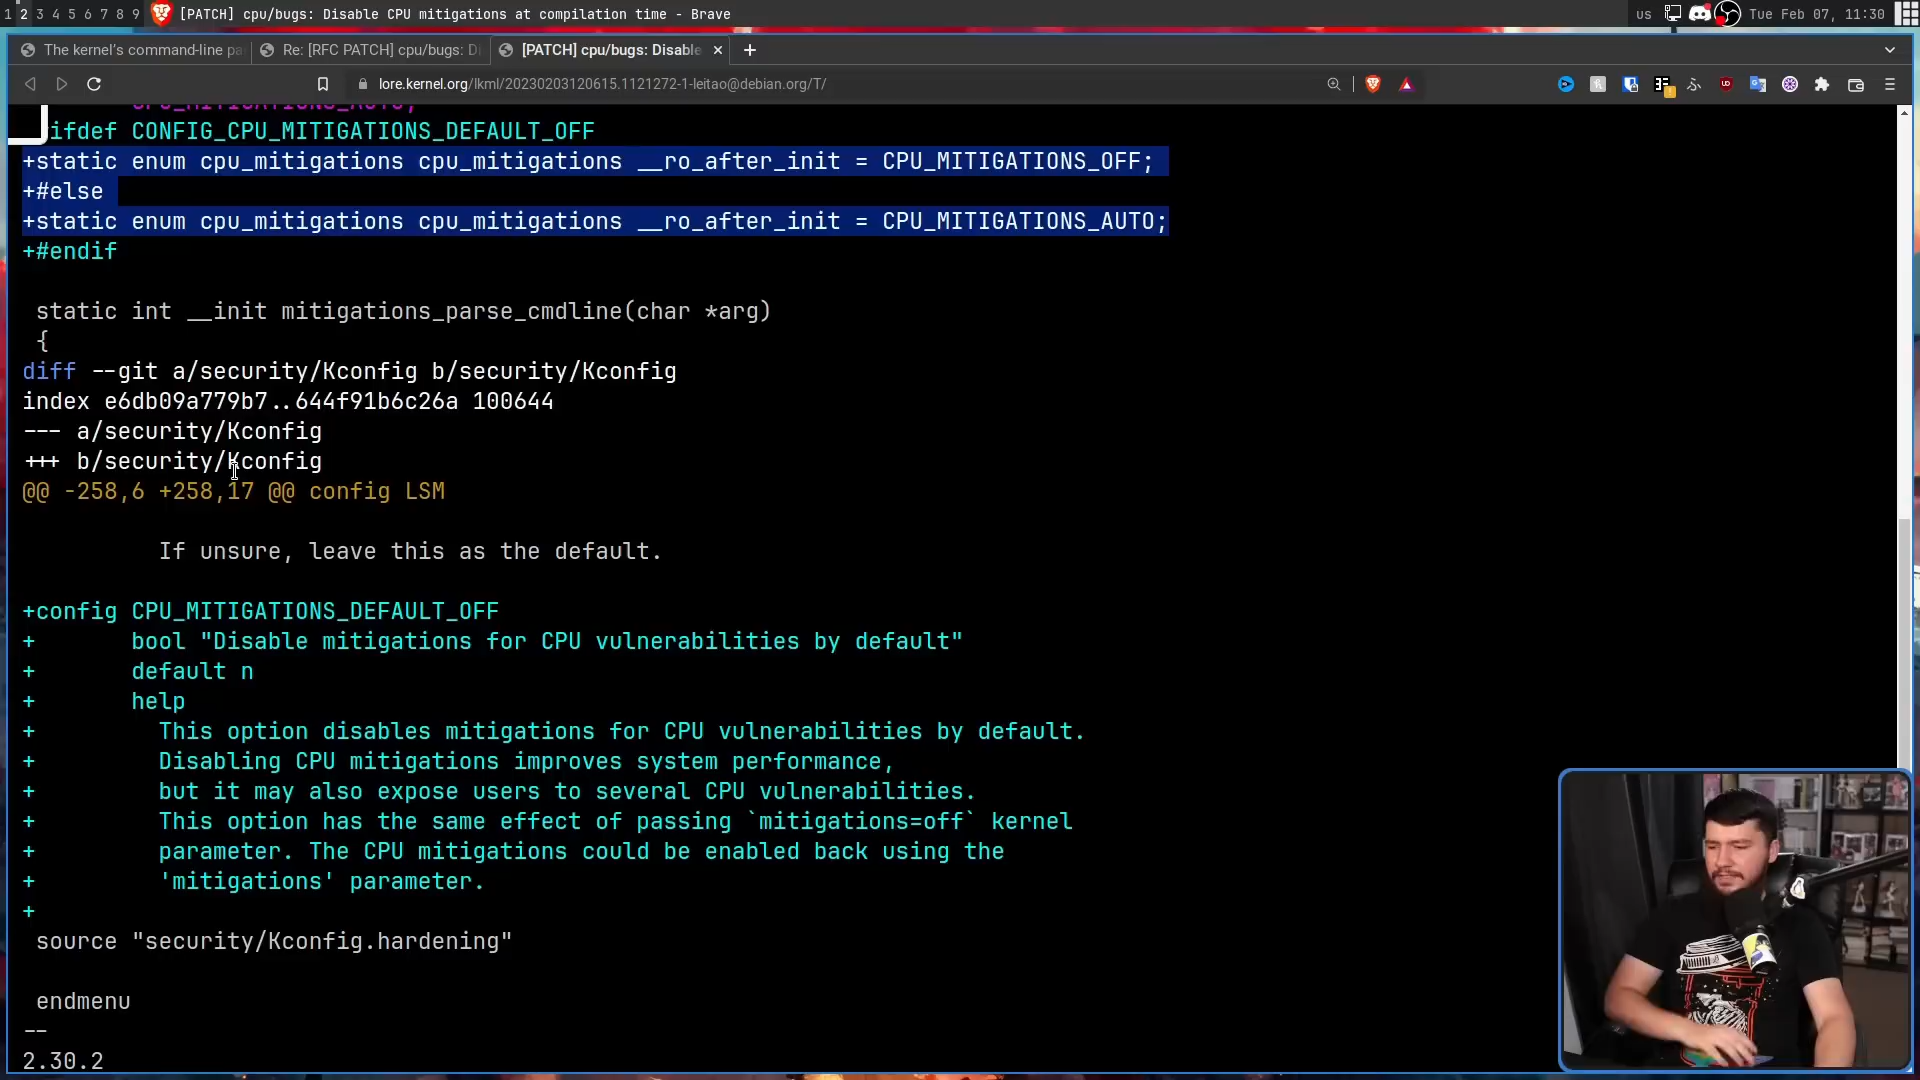 1 2 3 4 5 6 7 8 9 [PATCH] cpu/bugs: Disable CPU mitigations at compilation time - Brave us Tue Feb 07, 11:30
The kernel's command-line pa Re: [RFC PATCH] cpu/bugs: Di [PATCH] cpu/bugs: Disable
lore.kernel.org/lkml/20230203120615.1121272-1-leitao@debian.org/T/
CPU_MITIGATIONS_AUTO;
ifdef CONFIG_CPU_MITIGATIONS_DEFAULT_OFF
+static enum cpu_mitigations cpu_mitigations __ro_after_init = CPU_MITIGATIONS_OFF;
+#else
+static enum cpu_mitigations cpu_mitigations __ro_after_init = CPU_MITIGATIONS_AUTO;
+#endif
static int __init mitigations_parse_cmdline(char *arg)
{
diff --git a/security/Kconfig b/security/Kconfig
index e6db09a779b7..644f91b6c26a 100644
--- a/security/Kconfig
+++ b/security/Kconfig
@@ -258,6 +258,17 @@ config LSM
If unsure, leave this as the default.
+config CPU_MITIGATIONS_DEFAULT_OFF
+ bool "Disable mitigations for CPU vulnerabilities by default"
+ default n
+ help
+ This option disables mitigations for CPU vulnerabilities by default.
+ Disabling CPU mitigations improves system performance,
+ but it may also expose users to several CPU vulnerabilities.
+ This option has the same effect of passing `mitigations=off` kernel
+ parameter. The CPU mitigations could be enabled back using the
+ 'mitigations' parameter.
+
source "security/Kconfig.hardening"
endmenu
--
2.30.2